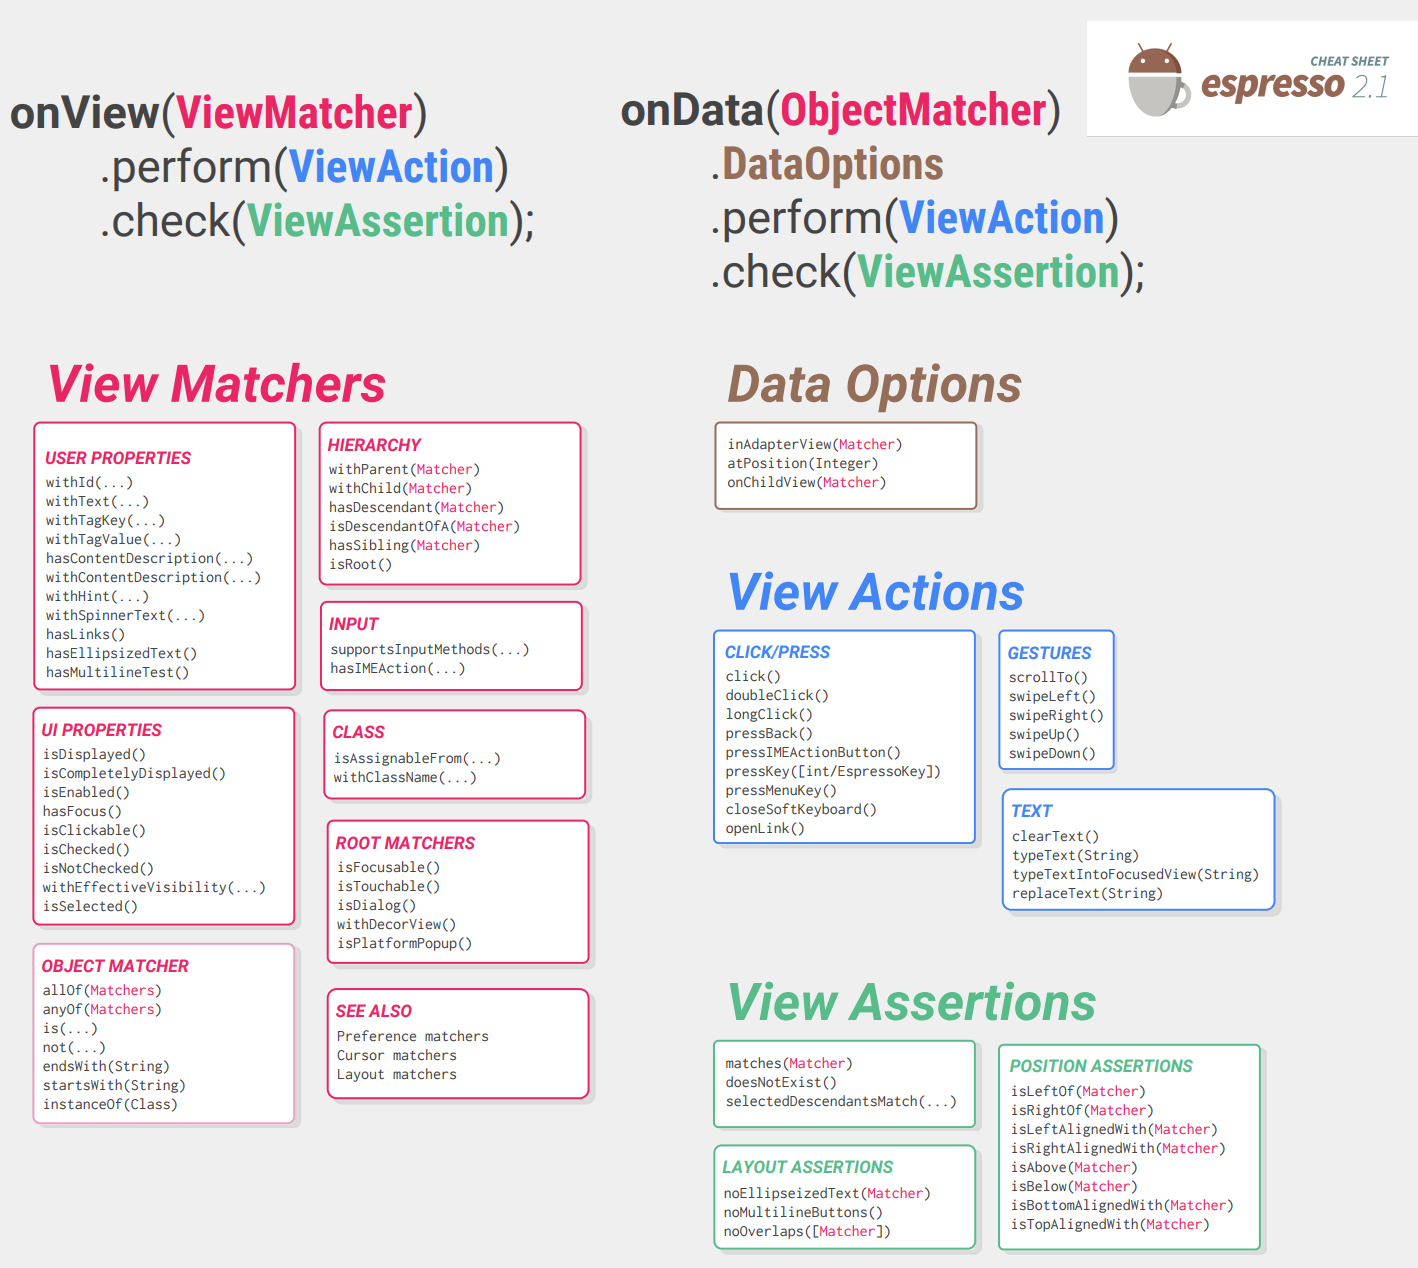 CHEAT SHEET
espresso 2.1
onView(ViewMatcher)
.perform(ViewAction)
.check(ViewAssertion);
onData(ObjectMatcher)
.DataOptions
.perform(ViewAction)
.check(ViewAssertion);
View Matchers
USER PROPERTIES
withId(...)
withText(...)
withTagKey(...)
withTagValue(...)
hasContentDescription(...)
withContentDescription(...)
withHint(...)
withSpinnerText(...)
hasLinks()
hasEllipsizedText()
hasMultilineTest()
UI PROPERTIES
isDisplayed()
isCompletelyDisplayed()
isEnabled()
hasFocus()
isClickable()
isChecked()
isNotChecked()
withEffectiveVisibility(...)
isSelected()
OBJECT MATCHER
allOf(Matchers)
anyOf(Matchers)
is(...)
not(...)
endsWith(String)
startsWith(String)
instanceOf(Class)
HIERARCHY
withParent(Matcher)
withChild(Matcher)
hasDescendant(Matcher)
isDescendantOfA(Matcher)
hasSibling(Matcher)
isRoot()
INPUT
supportsInputMethods(...)
hasIMEAction(...)
CLASS
isAssignableFrom(...)
withClassName(...)
ROOT MATCHERS
isFocusable()
isTouchable()
isDialog()
withDecorView()
isPlatformPopup()
SEE ALSO
Preference matchers
Cursor matchers
Layout matchers
Data Options
inAdapterView(Matcher)
atPosition(Integer)
onChildView(Matcher)
View Actions
CLICK/PRESS
click()
doubleClick()
longClick()
pressBack()
pressIMEActionButton()
pressKey([int/EspressoKey])
pressMenuKey()
closeSoftKeyboard()
openLink()
GESTURES
scrollTo()
swipeLeft()
swipeRight()
swipeUp()
swipeDown()
TEXT
clearText()
typeText(String)
typeTextIntoFocusedView(String)
replaceText(String)
View Assertions
matches(Matcher)
doesNotExist()
selectedDescendantsMatch(...)
LAYOUT ASSERTIONS
noEllipseizedText(Matcher)
noMultilineButtons()
noOverlaps([Matcher])
POSITION ASSERTIONS
isLeftOf(Matcher)
isRightOf(Matcher)
isLeftAlignedWith(Matcher)
isRightAlignedWith(Matcher)
isAbove(Matcher)
isBelow(Matcher)
isBottomAlignedWith(Matcher)
isTopAlignedWith(Matcher)